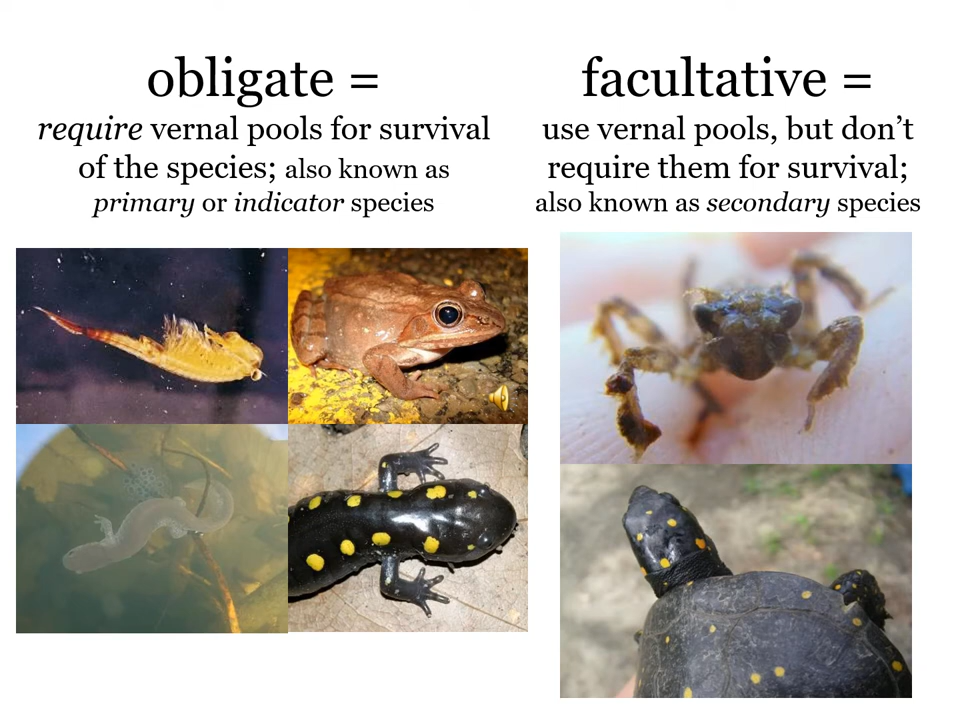 obligate =
require vernal pools for survival
of the species; also known as
primary or indicator species
facultative =
use vernal pools, but don’t
require them for survival;
also known as secondary species